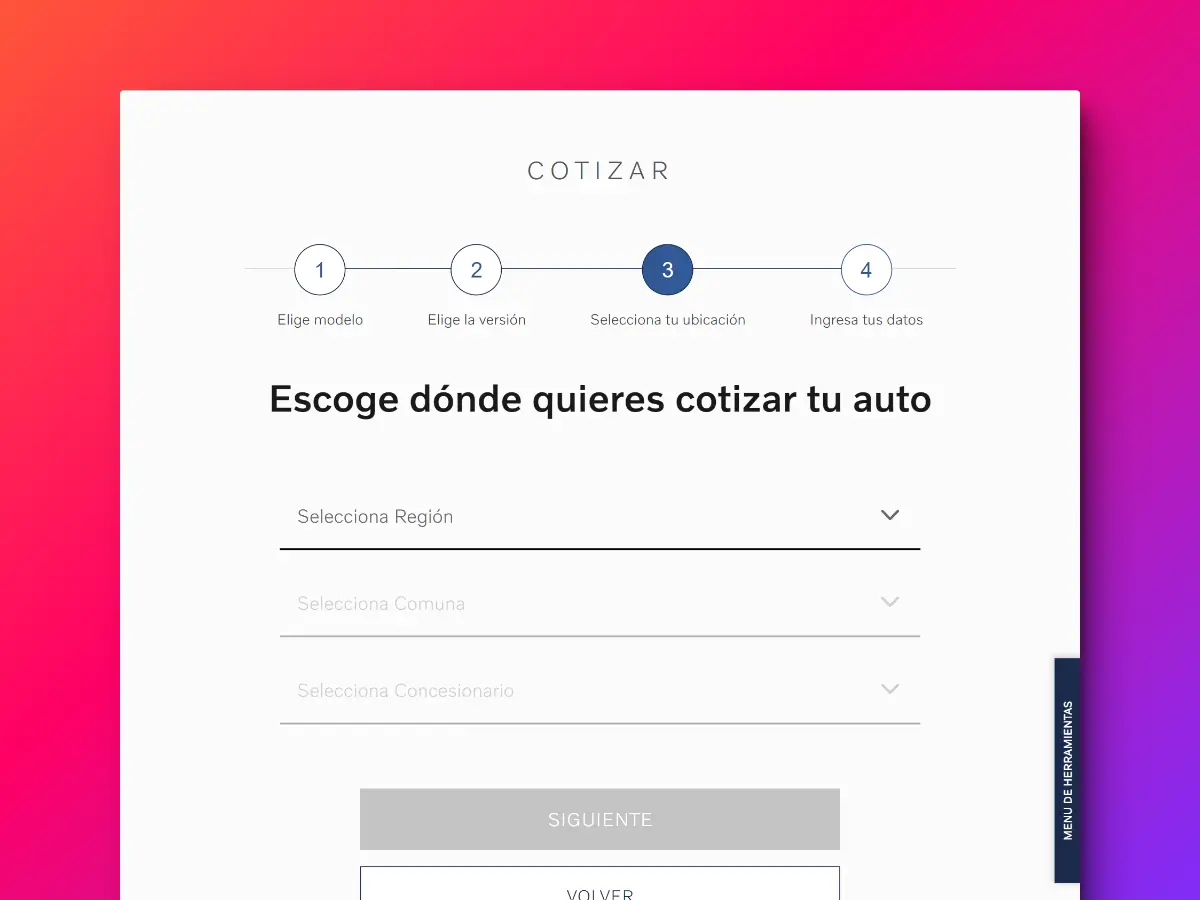 COTIZAR
1
2
3
4
Elige modelo
Elige la versión
Selecciona tu ubicación
Ingresa tus datos
Escoge dónde quieres cotizar tu auto
Selecciona Región
Selecciona Comuna
Selecciona Concesionario
MENU DE HERRAMIENTAS
SIGUIENTE
VOLVER